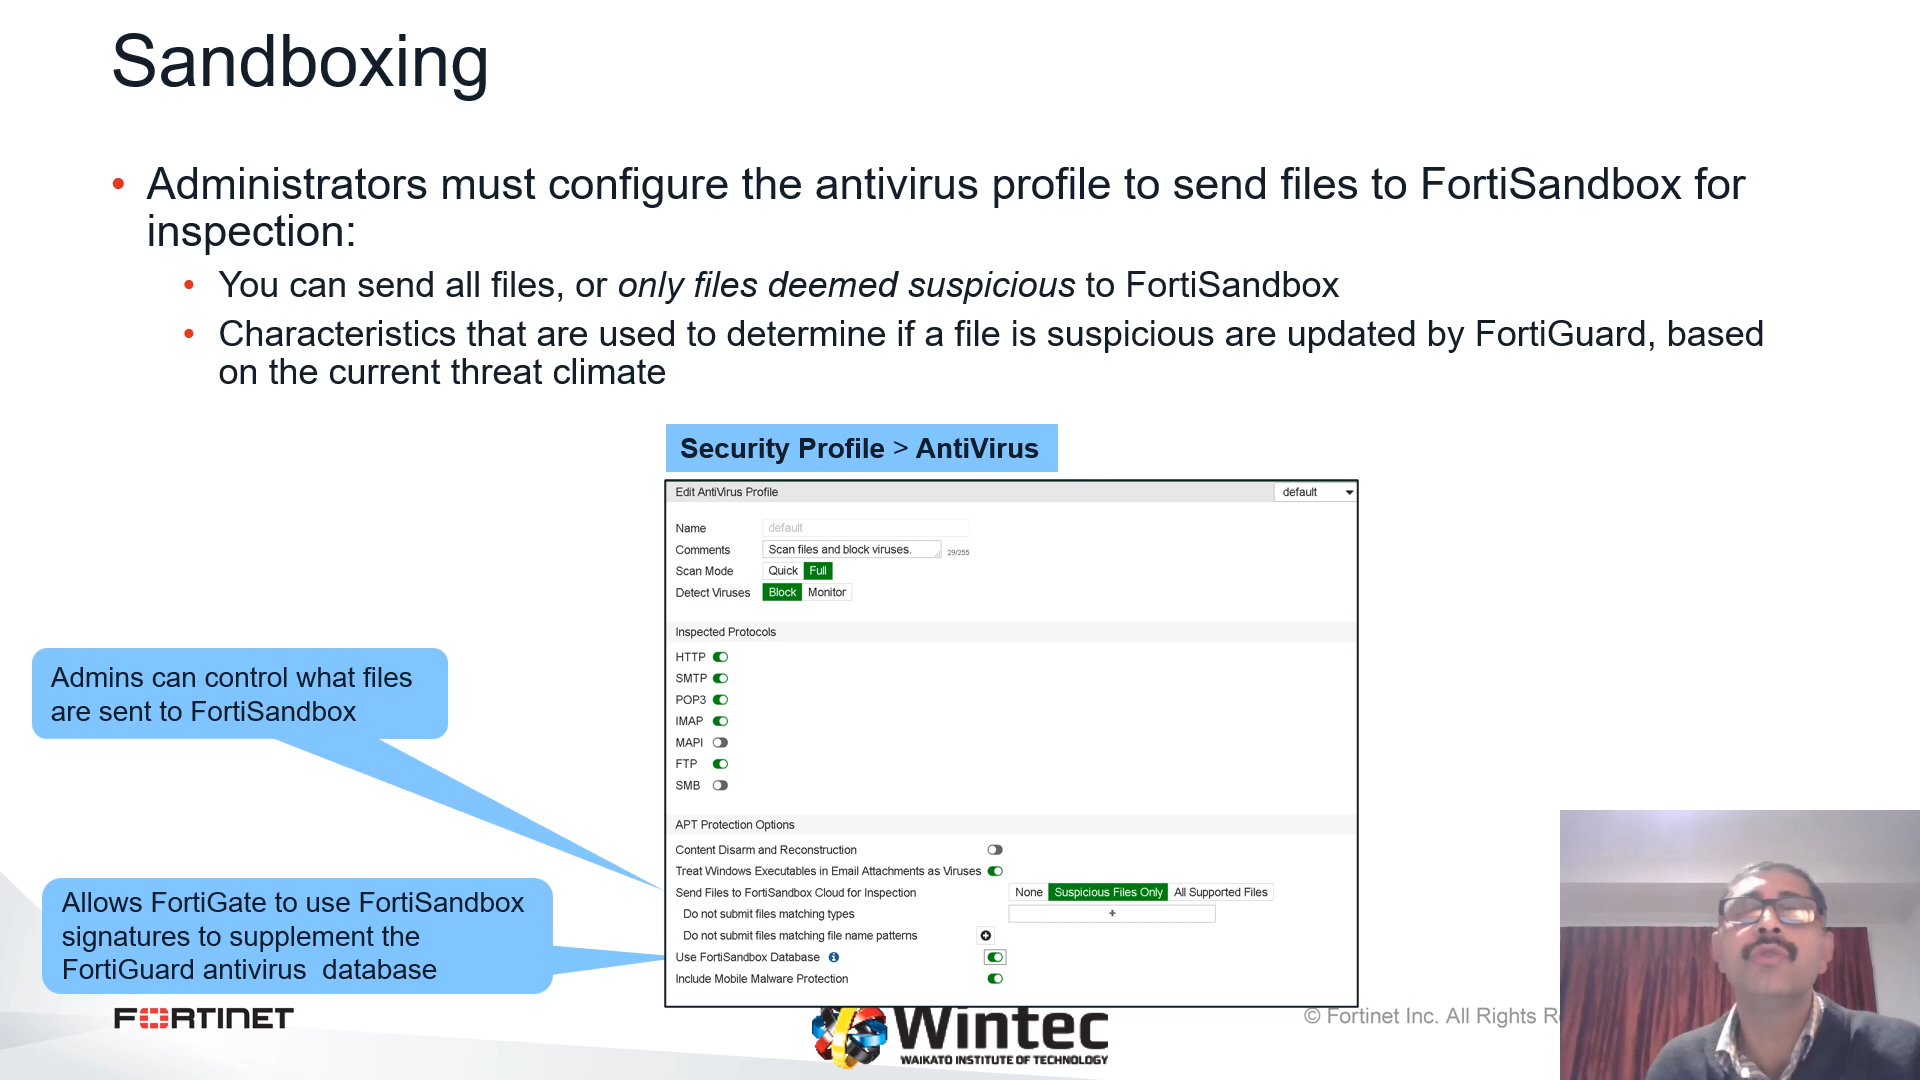 Sandboxing
• Administrators must configure the antivirus profile to send files to FortiSandbox for
inspection:
• You can send all files, or only files deemed suspicious to FortiSandbox
• Characteristics that are used to determine if a file is suspicious are updated by FortiGuard, based
on the current threat climate
Security Profile > AntiVirus
Edit AntiVirus Profile
default
Name
default
Comments
Scan files and block viruses.
29/255
Scan Mode
Quick Full
Detect Viruses
Block Monitor
Inspected Protocols
HTTP
SMTP
POP3
IMAP
MAPI
FTP
SMB
APT Protection Options
Content Disarm and Reconstruction
Treat Windows Executables in Email Attachments as Viruses
Send Files to FortiSandbox Cloud for Inspection
None Suspicious Files Only All Supported Files
Do not submit files matching types
+
Do not submit files matching file name patterns
Use FortiSandbox Database
Include Mobile Malware Protection
Admins can control what files
are sent to FortiSandbox
Allows FortiGate to use FortiSandbox
signatures to supplement the
FortiGuard antivirus database
FORTINET
Wintec
WAIKATO INSTITUTE OF TECHNOLOGY
© Fortinet Inc. All Rights